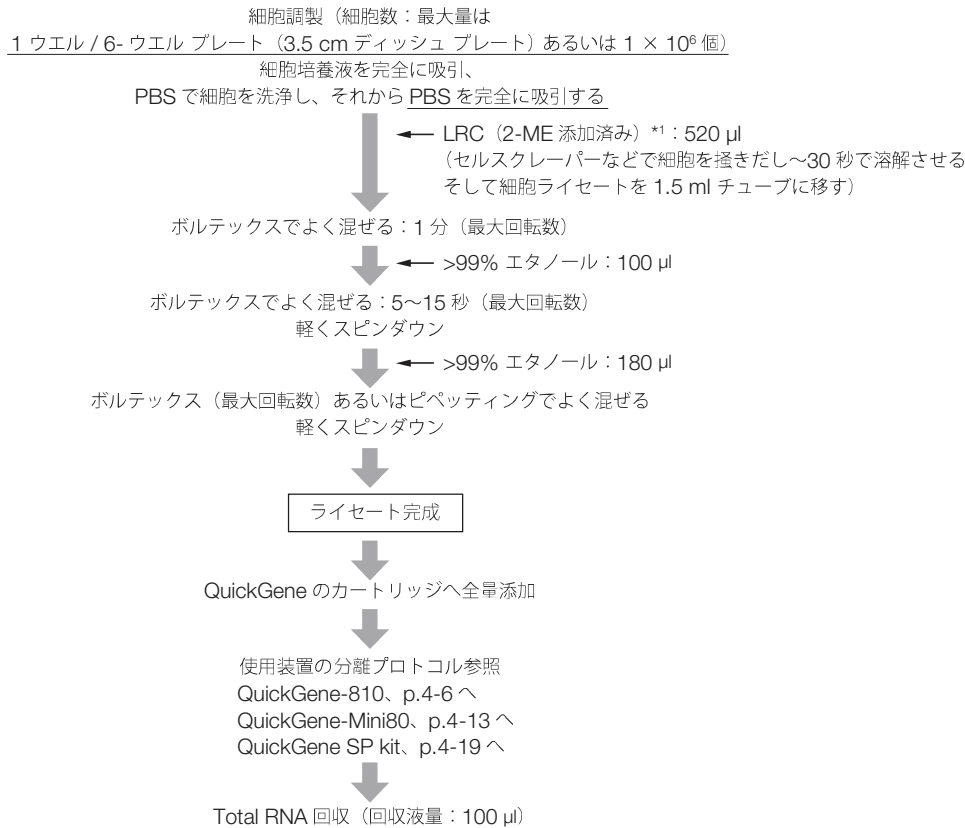 細胞調製（細胞数：最大量は
1 ウエル / 6- ウエル プレート（3.5 cm ディッシュ プレート）あるいは 1 × 10⁶ 個）
細胞培養液を完全に吸引、
PBS で細胞を洗浄し、それから PBS を完全に吸引する
LRC（2-ME 添加済み）*¹：520 µl
（セルスクレーパーなどで細胞を掻きだし～30 秒で溶解させる
そして細胞ライセートを 1.5 ml チューブに移す）
ボルテックスでよく混ぜる：1 分（最大回転数）
>99% エタノール：100 µl
ボルテックスでよく混ぜる：5～15 秒（最大回転数）
軽くスピンダウン
>99% エタノール：180 µl
ボルテックス（最大回転数）あるいはピペッティングでよく混ぜる
軽くスピンダウン
ライセート完成
QuickGene のカートリッジへ全量添加
使用装置の分離プロトコル参照
QuickGene-810、p.4-6 へ
QuickGene-Mini80、p.4-13 へ
QuickGene SP kit、p.4-19 へ
Total RNA 回収（回収液量：100 µl）